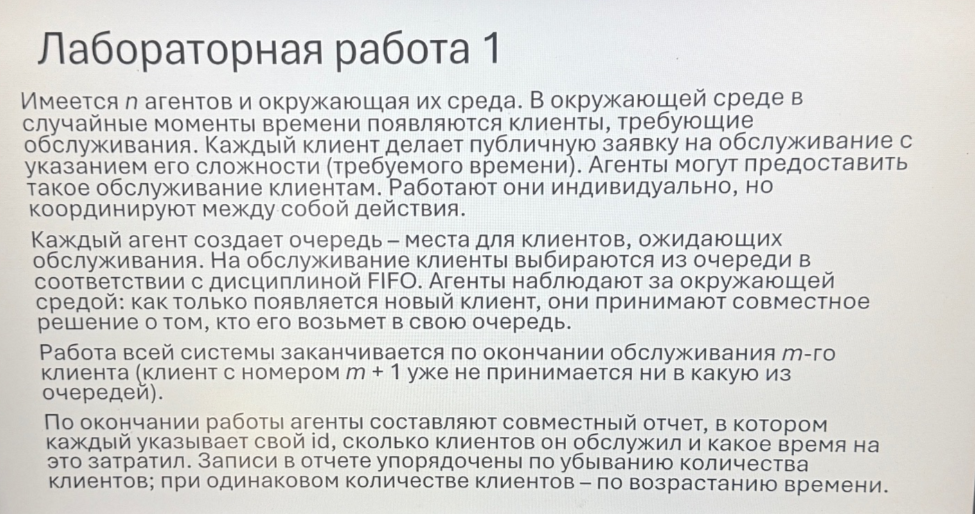 Лабораторная работа 1
Имеется n агентов и окружающая их среда. В окружающей среде в
случайные моменты времени появляются клиенты, требующие
обслуживания. Каждый клиент делает публичную заявку на обслуживание с
указанием его сложности (требуемого времени). Агенты могут предоставить
такое обслуживание клиентам. Работают они индивидуально, но
координируют между собой действия.
Каждый агент создает очередь – места для клиентов, ожидающих
обслуживания. На обслуживание клиенты выбираются из очереди в
соответствии с дисциплиной FIFO. Агенты наблюдают за окружающей
средой: как только появляется новый клиент, они принимают совместное
решение о том, кто его возьмет в свою очередь.
Работа всей системы заканчивается по окончании обслуживания m-го
клиента (клиент с номером m + 1 уже не принимается ни в какую из
очередей).
По окончании работы агенты составляют совместный отчет, в котором
каждый указывает свой id, сколько клиентов он обслужил и какое время на
это затратил. Записи в отчете упорядочены по убыванию количества
клиентов; при одинаковом количестве клиентов – по возрастанию времени.